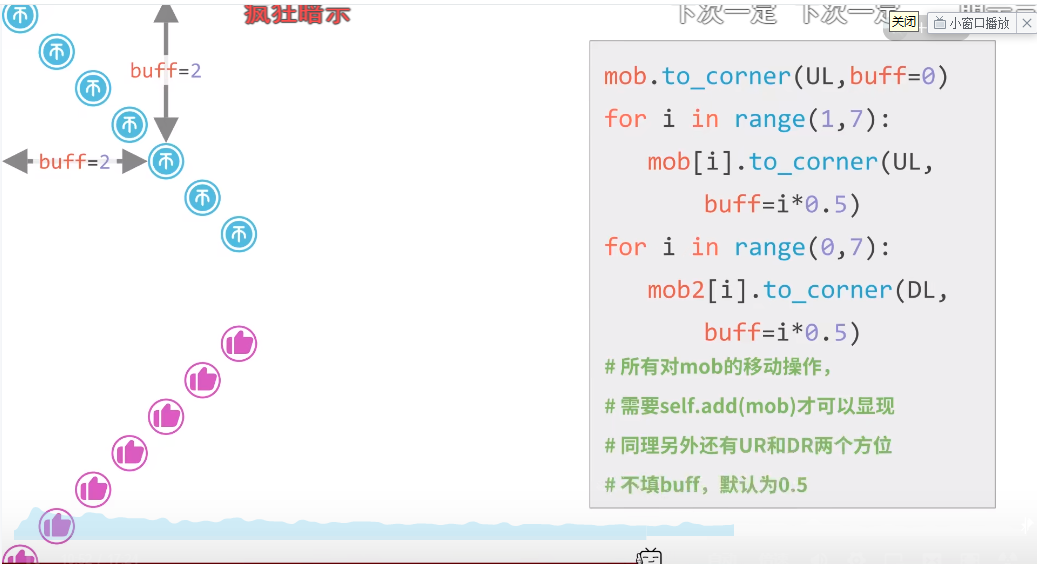 疯狂暗示
下次一定 下次一定
关闭
小窗口播放
buff=2
buff=2
mob.to_corner(UL,buff=0)
for i in range(1,7):
mob[i].to_corner(UL,
buff=i*0.5)
for i in range(0,7):
mob2[i].to_corner(DL,
buff=i*0.5)
# 所有对mob的移动操作，
# 需要self.add(mob)才可以显现
# 同理另外还有UR和DR两个方位
# 不填buff，默认为0.5